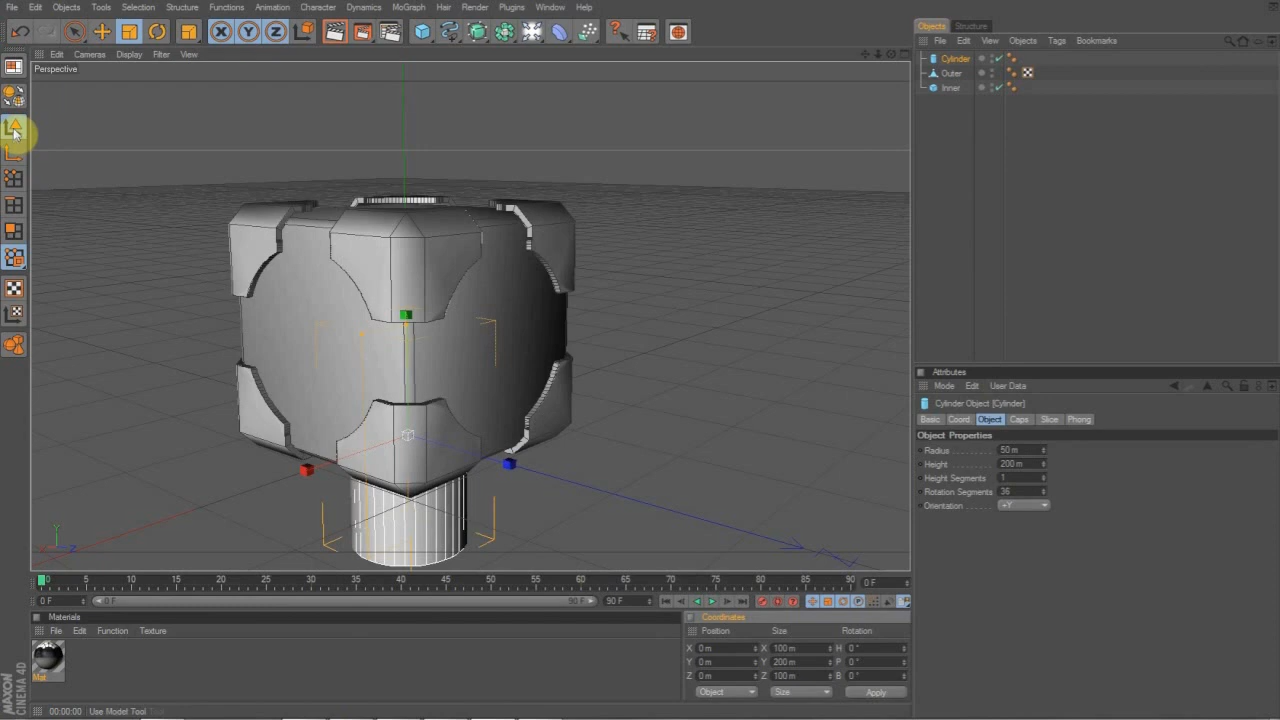 File Edit Objects Tools Selection Structure Functions Animation Character Dynamics MoGraph Hair Render Plugins Window Help
Edit Cameras Display Filter View
Perspective
Objects Structure
File Edit View Objects Tags Bookmarks
Cylinder
Outer
Inner
Attributes
Mode Edit User Data
Cylinder Object [Cylinder]
Basic Coord Object Caps Slice Phong
Object Properties
Radius 50 m
Height 200 m
Height Segments 1
Rotation Segments 36
Orientation +Y
Y
X Z
0 5 10 15 20 25 30 35 40 45 50 55 60 65 70 75 80 85 90 0 F
0 F 0 F 90 F 90 F
Materials
File Edit Function Texture
Mat
Coordinates
Position Size Rotation
X 0 m X 100 m H 0 °
Y 0 m Y 200 m P 0 °
Z 0 m Z 100 m B 0 °
Object Size Apply
MAXON
CINEMA 4D
00:00:00 Use Model Tool